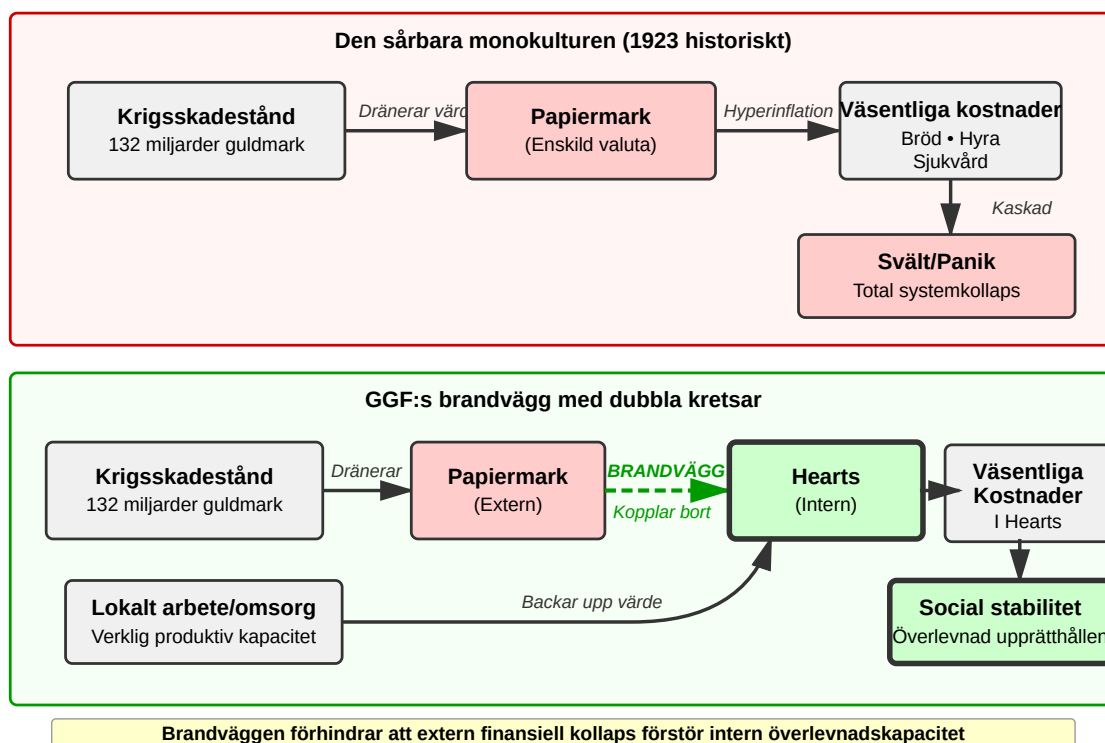 Den sårbara monokulturen (1923 historiskt)
Krigsskadestånd
132 miljarder guldmark
Dränerar värd
Papiermark
(Enskild valuta)
Hyperinflation
Väsentliga kostnader
Bröd • Hyra
Sjukvård
Kaskad
Svält/Panik
Total systemkollaps
GGF:s brandvägg med dubbla kretsar
Krigsskadestånd
132 miljarder guldmark
Dränerar
Papiermark
(Extern)
BRANDVÄGG
Kopplar bort
Hearts
(Intern)
Väsentliga
Kostnader
I Hearts
Lokalt arbete/omsorg
Verklig produktiv kapacitet
Backar upp värde
Social stabilitet
Överlevnad upprätthållen
Brandväggen förhindrar att extern finansiell kollaps förstör intern överlevnadskapacitet